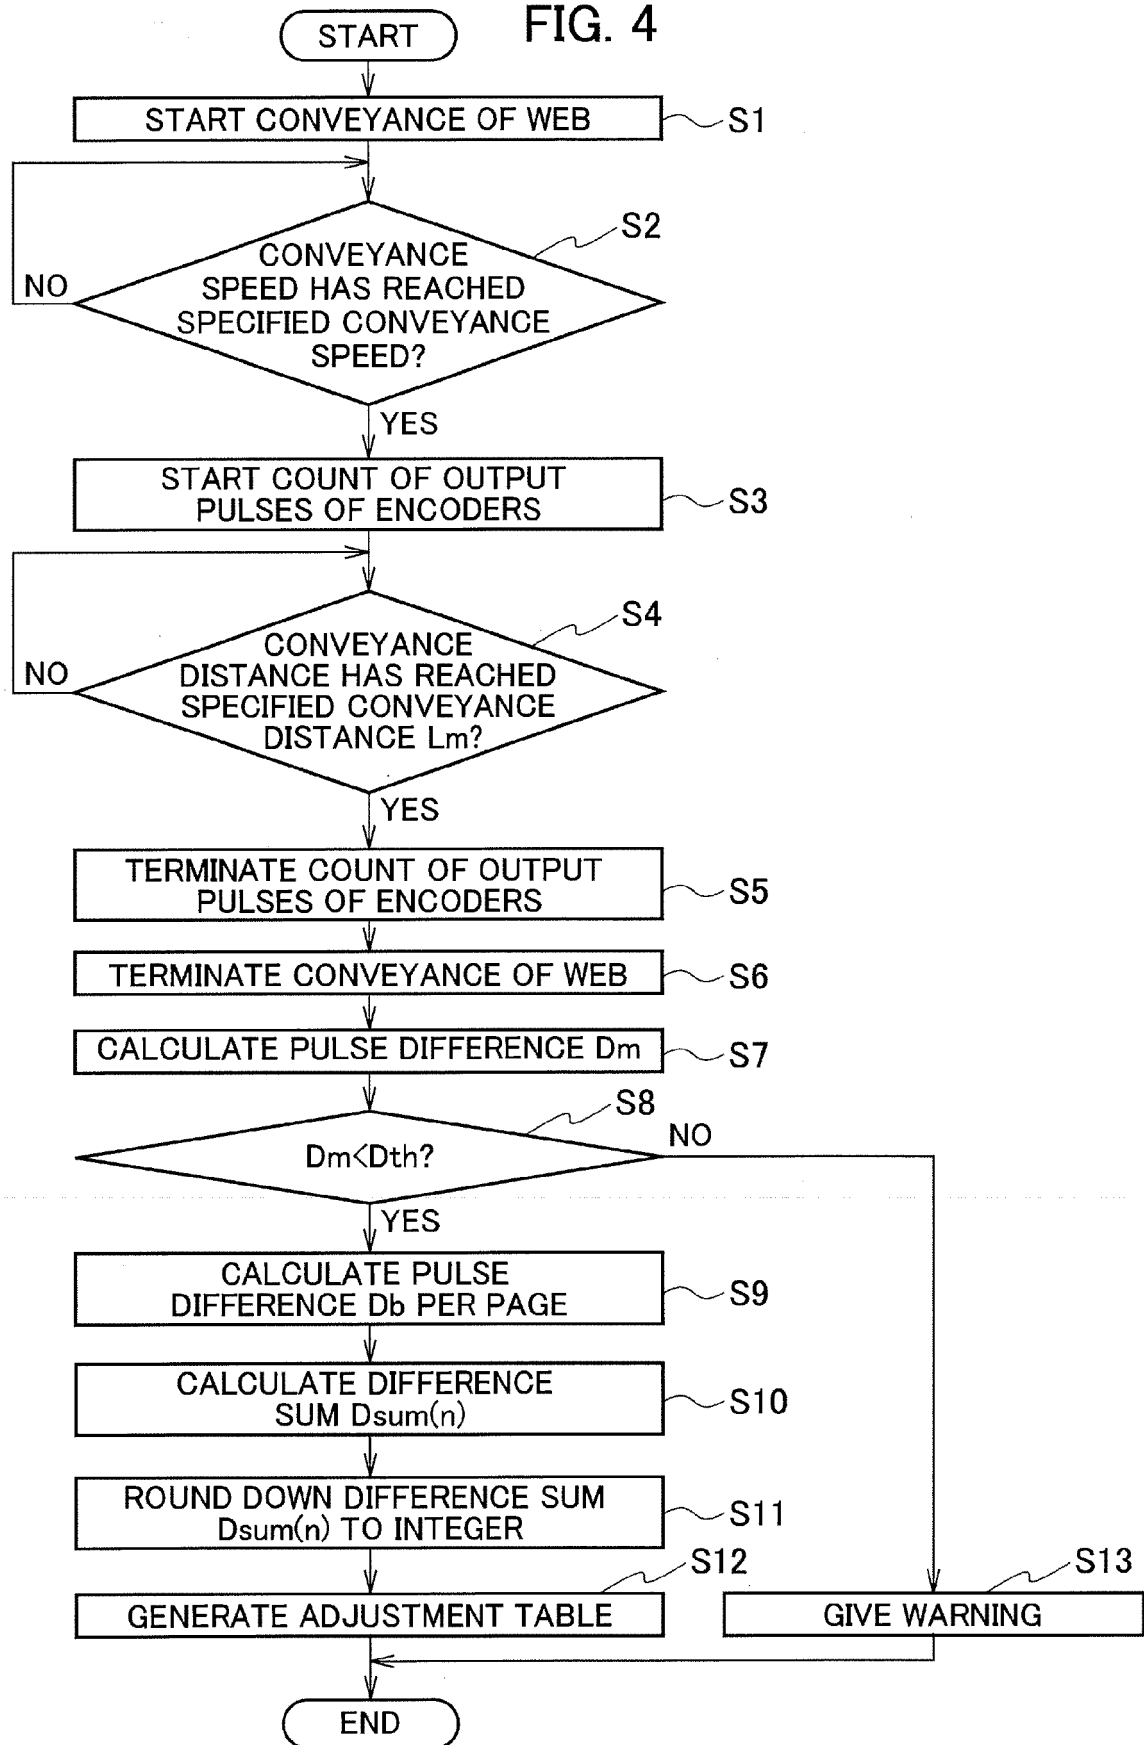 FIG. 4
START
START CONVEYANCE OF WEB
S1
S2
CONVEYANCE
SPEED HAS REACHED
SPECIFIED CONVEYANCE
SPEED?
NO
YES
START COUNT OF OUTPUT
PULSES OF ENCODERS
S3
S4
CONVEYANCE
DISTANCE HAS REACHED
SPECIFIED CONVEYANCE
DISTANCE Lm?
NO
YES
TERMINATE COUNT OF OUTPUT
PULSES OF ENCODERS
S5
TERMINATE CONVEYANCE OF WEB
S6
CALCULATE PULSE DIFFERENCE Dm
S7
S8
Dm<Dth?
NO
YES
CALCULATE PULSE
DIFFERENCE Db PER PAGE
S9
CALCULATE DIFFERENCE
SUM Dsum(n)
S10
ROUND DOWN DIFFERENCE SUM
Dsum(n) TO INTEGER
S11
S12
GENERATE ADJUSTMENT TABLE
S13
GIVE WARNING
END